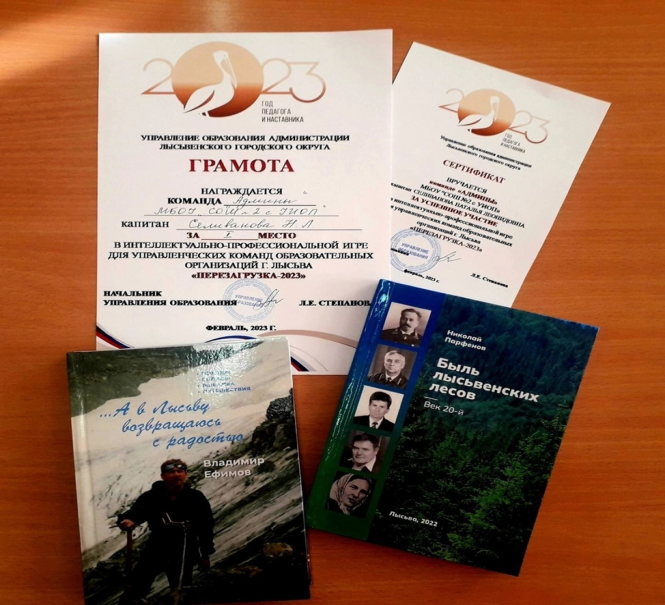 2023
ГОД
ПЕДАГОГА
И НАСТАВНИКА
УПРАВЛЕНИЕ ОБРАЗОВАНИЯ АДМИНИСТРАЦИИ
ЛЫСЬВЕНСКОГО ГОРОДСКОГО ОКРУГА
ГРАМОТА
НАГРАЖДАЕТСЯ
КОМАНДА „Админы"
МБОУ „СОШ №2 с УИОП"
капитан Селиванова Н.Л
ЗА I МЕСТО
В ИНТЕЛЛЕКТУАЛЬНО-ПРОФЕССИОНАЛЬНОЙ ИГРЕ
ДЛЯ УПРАВЛЕНЧЕСКИХ КОМАНД ОБРАЗОВАТЕЛЬНЫХ
ОРГАНИЗАЦИЙ Г. ЛЫСЬВА
«ПЕРЕЗАГРУЗКА-2023»
НАЧАЛЬНИК
УПРАВЛЕНИЯ ОБРАЗОВАНИЯ Л.Е. СТЕПАНОВА
УПРАВЛЕНИЕ
ОБРАЗОВАНИЯ
ФЕВРАЛЬ, 2023 Г.
2023
ГОД
ПЕДАГОГА
И НАСТАВНИКА
Управление образования администрации
Лысьвенского городского округа
СЕРТИФИКАТ
ВРУЧАЕТСЯ
команде «АДМИНЫ»
МБОУ "СОШ №2 С УИОП"
СЕЛИВАНОВА НАТАЛЬЯ ЛЕОНИДОВНА
ЗА УСПЕШНОЕ УЧАСТИЕ
в интеллектуально-профессиональной игре
управленческих команд образовательных
организаций г. Лысьва
«ПЕРЕЗАГРУЗКА-2023»
УПРАВЛЕНИЕ
ОБРАЗОВАНИЯ
Л.Е. Степанова
Февраль, 2023 г.
...А в Лысьву
возвращаюсь
с радостью
Владимир
Ефимов
Николай
Парфенов
Быль
лысьвенских
лесов
Век 20-й
Лысьва, 2022